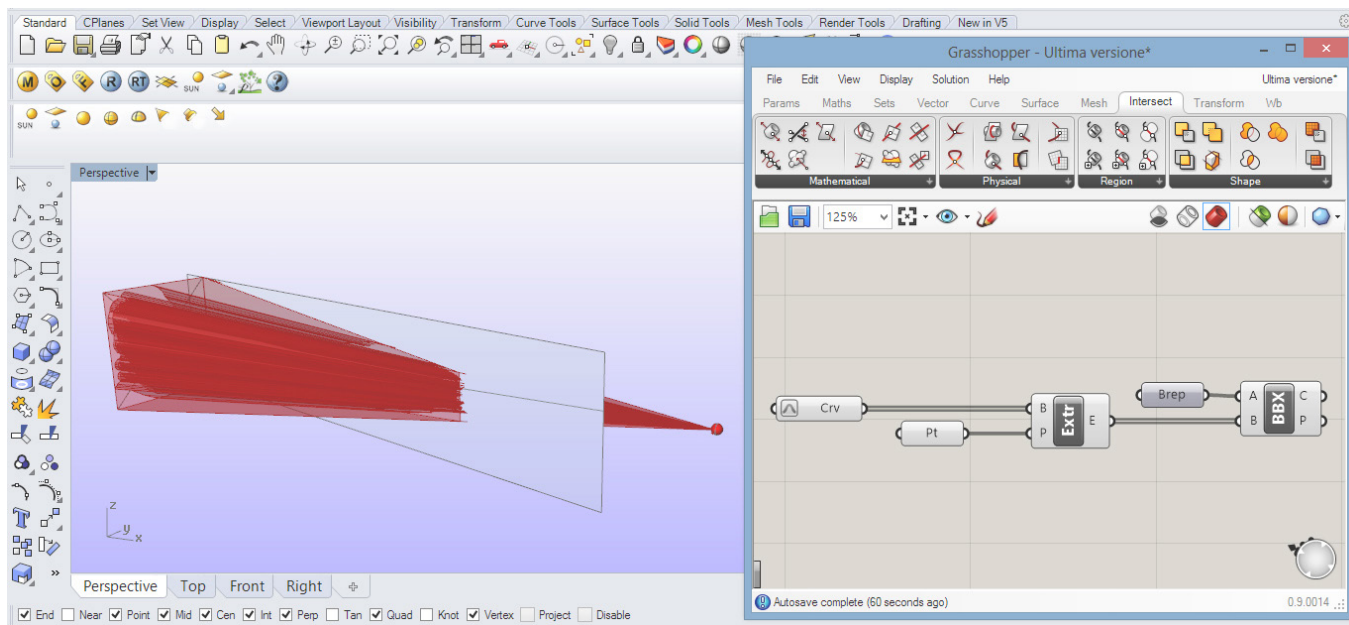 Standard CPlanes Set View Display Select Viewport Layout Visibility Transform Curve Tools Surface Tools Solid Tools Mesh Tools Render Tools Drafting New in V5
Grasshopper - Ultima versione*
File Edit View Display Solution Help Ultima versione*
Params Maths Sets Vector Curve Surface Mesh Intersect Transform Wb
Mathematical Physical Region Shape
M R RT SUN
SUN
125%
Perspective
Crv
Pt
B
P
Extr
E
Brep
A
B
BBX
C
P
z
y
x
Perspective Top Front Right
End Near Point Mid Cen Int Perp Tan Quad Knot Vertex Project Disable
Autosave complete (60 seconds ago) 0.9.0014